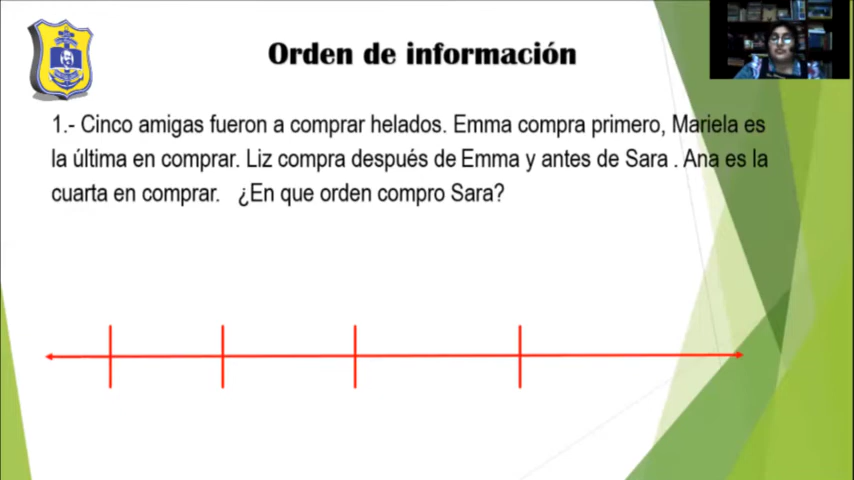 Orden de información
1.- Cinco amigas fueron a comprar helados. Emma compra primero, Mariela es
la última en comprar. Liz compra después de Emma y antes de Sara . Ana es la
cuarta en comprar. ¿En que orden compro Sara?